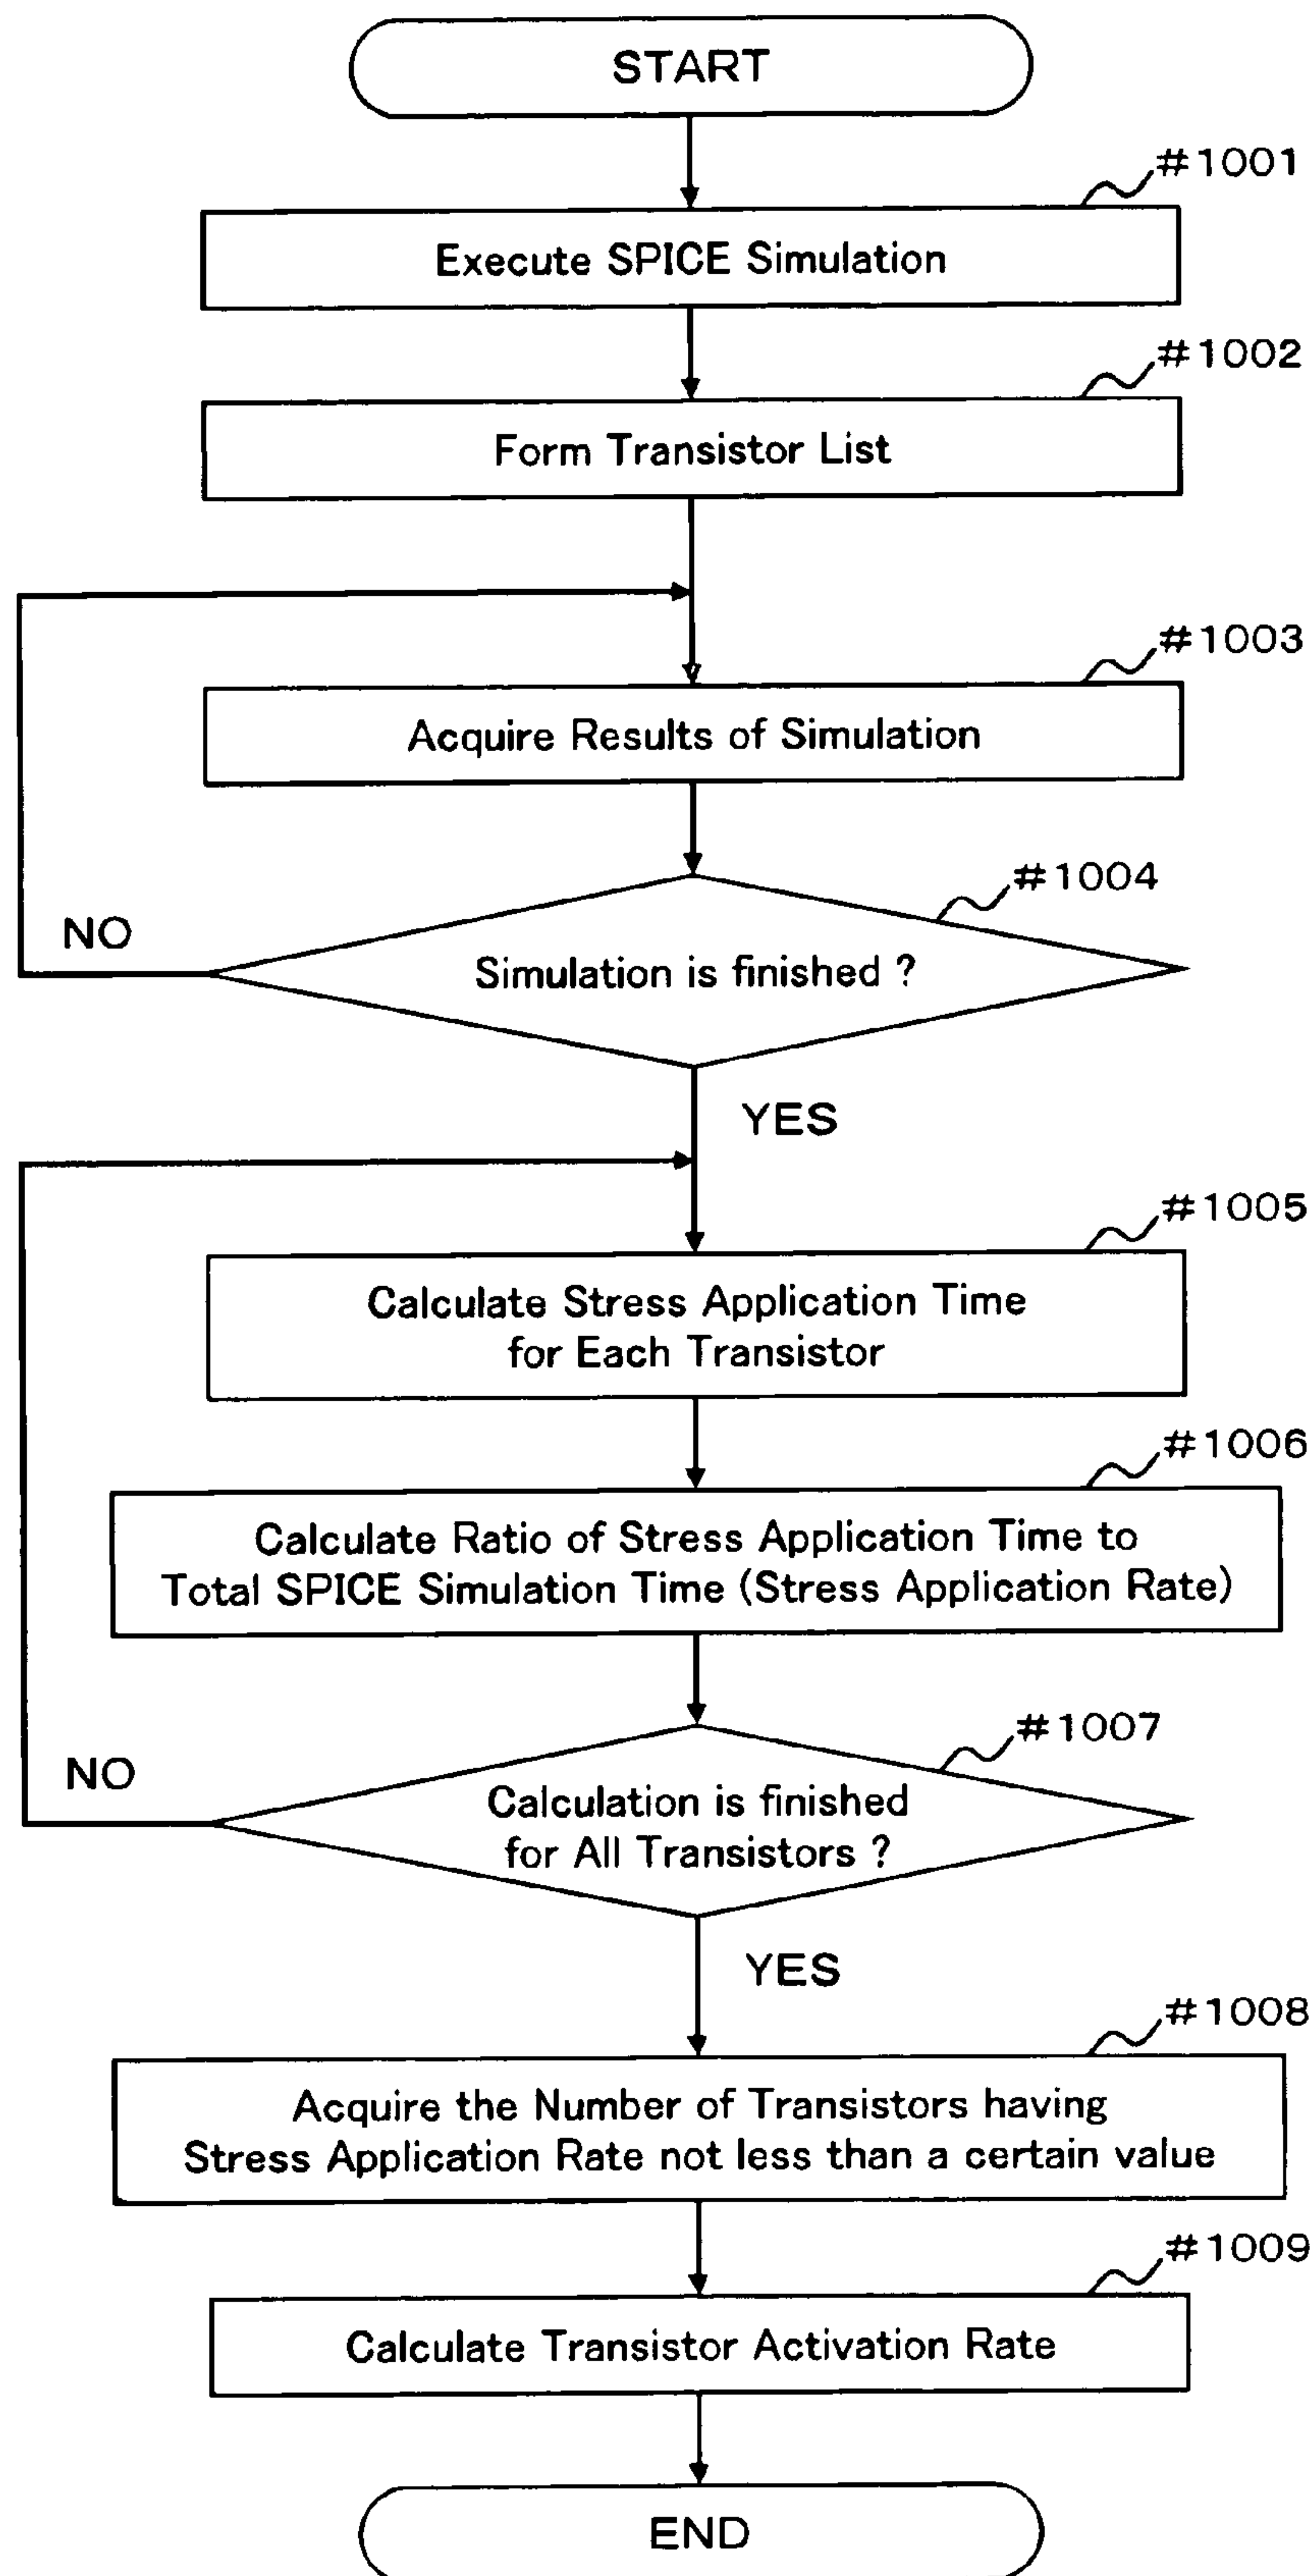 START
#1001
Execute SPICE Simulation
#1002
Form Transistor List
#1003
Acquire Results of Simulation
#1004
NO
Simulation is finished ?
YES
#1005
Calculate Stress Application Time
for Each Transistor
#1006
Calculate Ratio of Stress Application Time to
Total SPICE Simulation Time (Stress Application Rate)
#1007
NO
Calculation is finished
for All Transistors ?
YES
#1008
Acquire the Number of Transistors having
Stress Application Rate not less than a certain value
#1009
Calculate Transistor Activation Rate
END